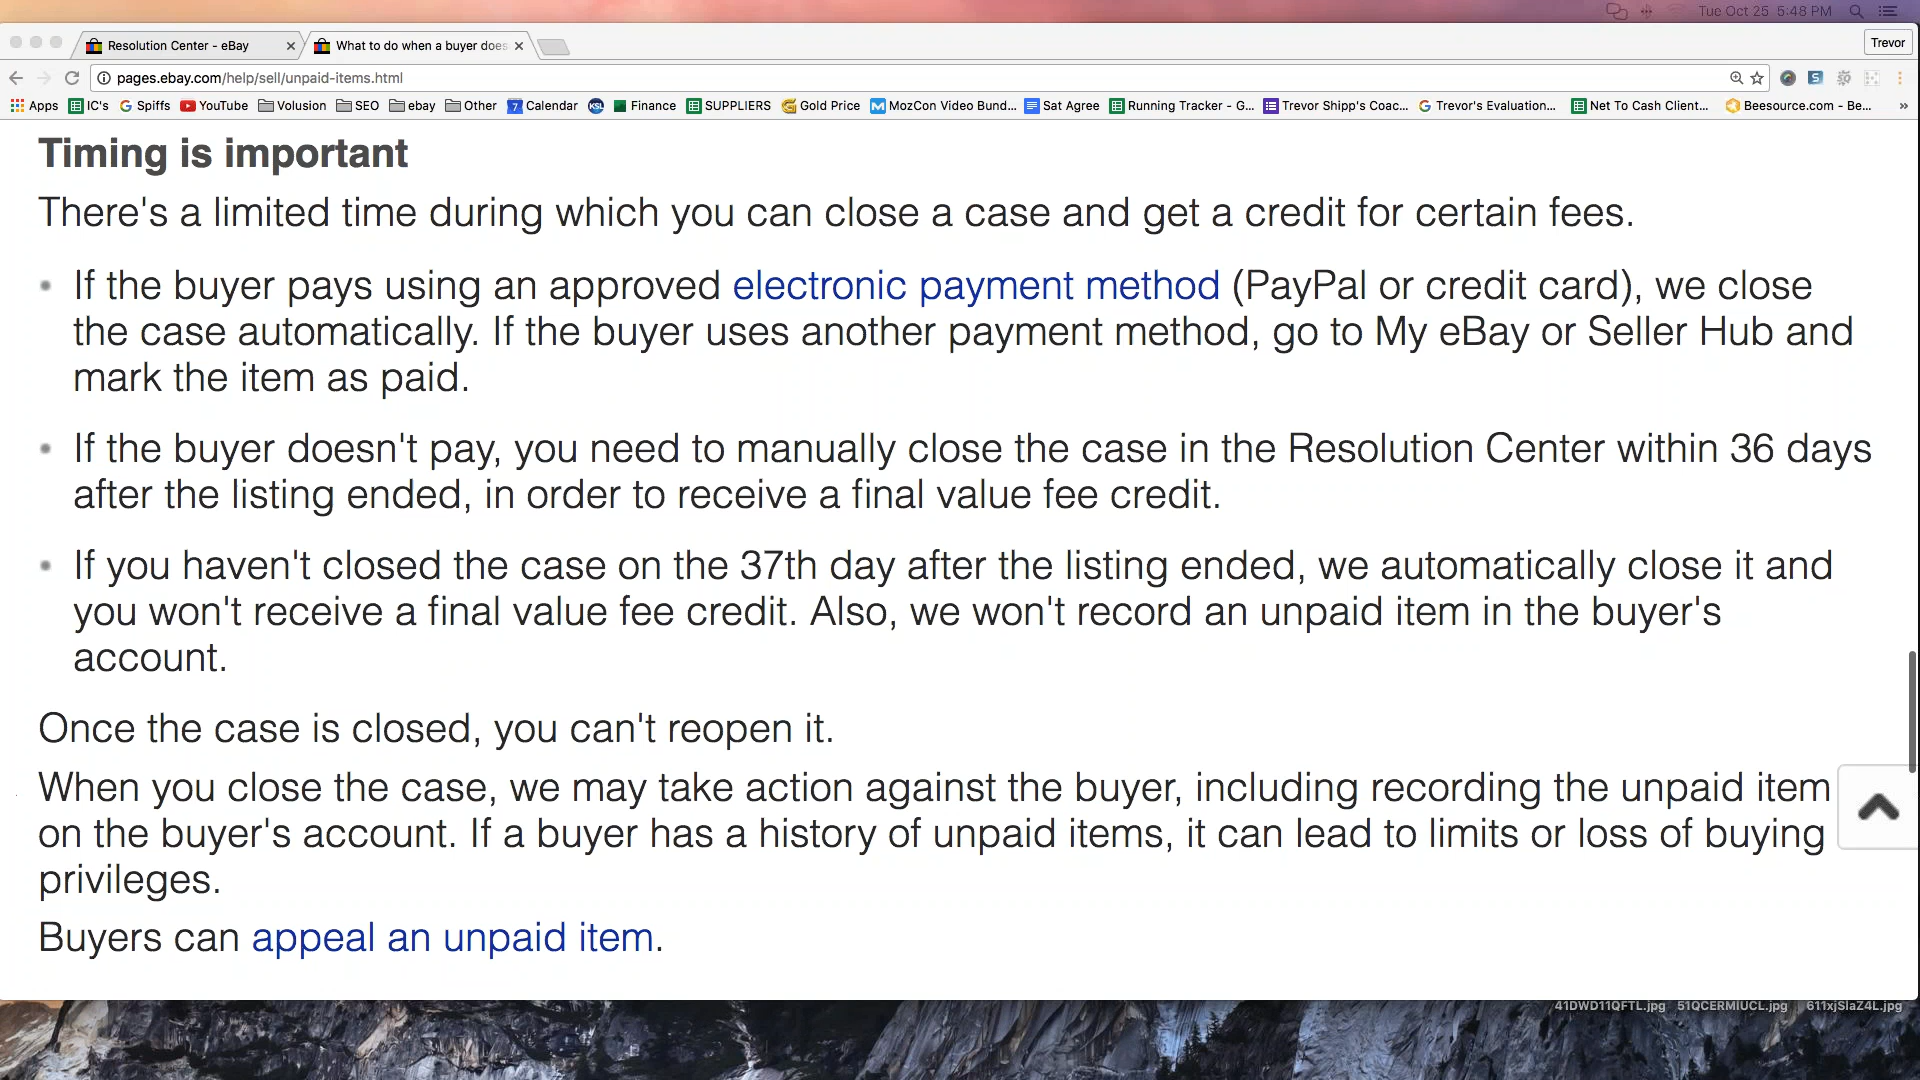 Tue Oct 25 5:48 PM
Resolution Center - eBay
What to do when a buyer does
Trevor
pages.ebay.com/help/sell/unpaid-items.html
Apps IC's Spiffs YouTube Volusion SEO ebay Other 7 Calendar KSL Finance SUPPLIERS Gold Price MozCon Video Bund... Sat Agree Running Tracker - G... Trevor Shipp's Coac... Trevor's Evaluation... Net To Cash Client... Beesource.com - Be... »
Timing is important
There's a limited time during which you can close a case and get a credit for certain fees.
If the buyer pays using an approved electronic payment method (PayPal or credit card), we close
the case automatically. If the buyer uses another payment method, go to My eBay or Seller Hub and
mark the item as paid.
If the buyer doesn't pay, you need to manually close the case in the Resolution Center within 36 days
after the listing ended, in order to receive a final value fee credit.
If you haven't closed the case on the 37th day after the listing ended, we automatically close it and
you won't receive a final value fee credit. Also, we won't record an unpaid item in the buyer's
account.
Once the case is closed, you can't reopen it.
When you close the case, we may take action against the buyer, including recording the unpaid item
on the buyer's account. If a buyer has a history of unpaid items, it can lead to limits or loss of buying
privileges.
Buyers can appeal an unpaid item.
41DWD11QFTL.jpg 51QCERMIUCL.jpg 611xjSlaZ4L.jpg